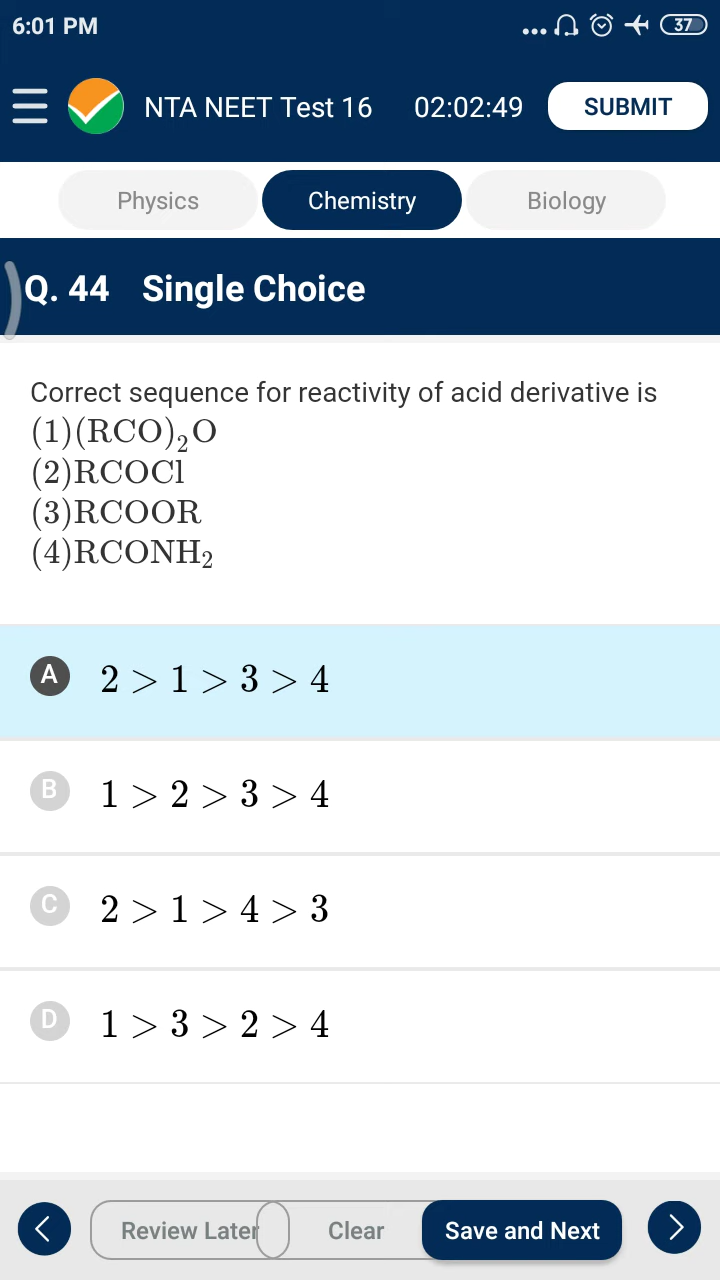 6:01 PM 37
NTA NEET Test 16 02:02:49 SUBMIT
Physics Chemistry Biology
Q. 44 Single Choice
Correct sequence for reactivity of acid derivative is
(1)(RCO)₂O
(2)RCOCl
(3)RCOOR
(4)RCONH₂
A 2 > 1 > 3 > 4
B 1 > 2 > 3 > 4
C 2 > 1 > 4 > 3
D 1 > 3 > 2 > 4
Review Later Clear Save and Next